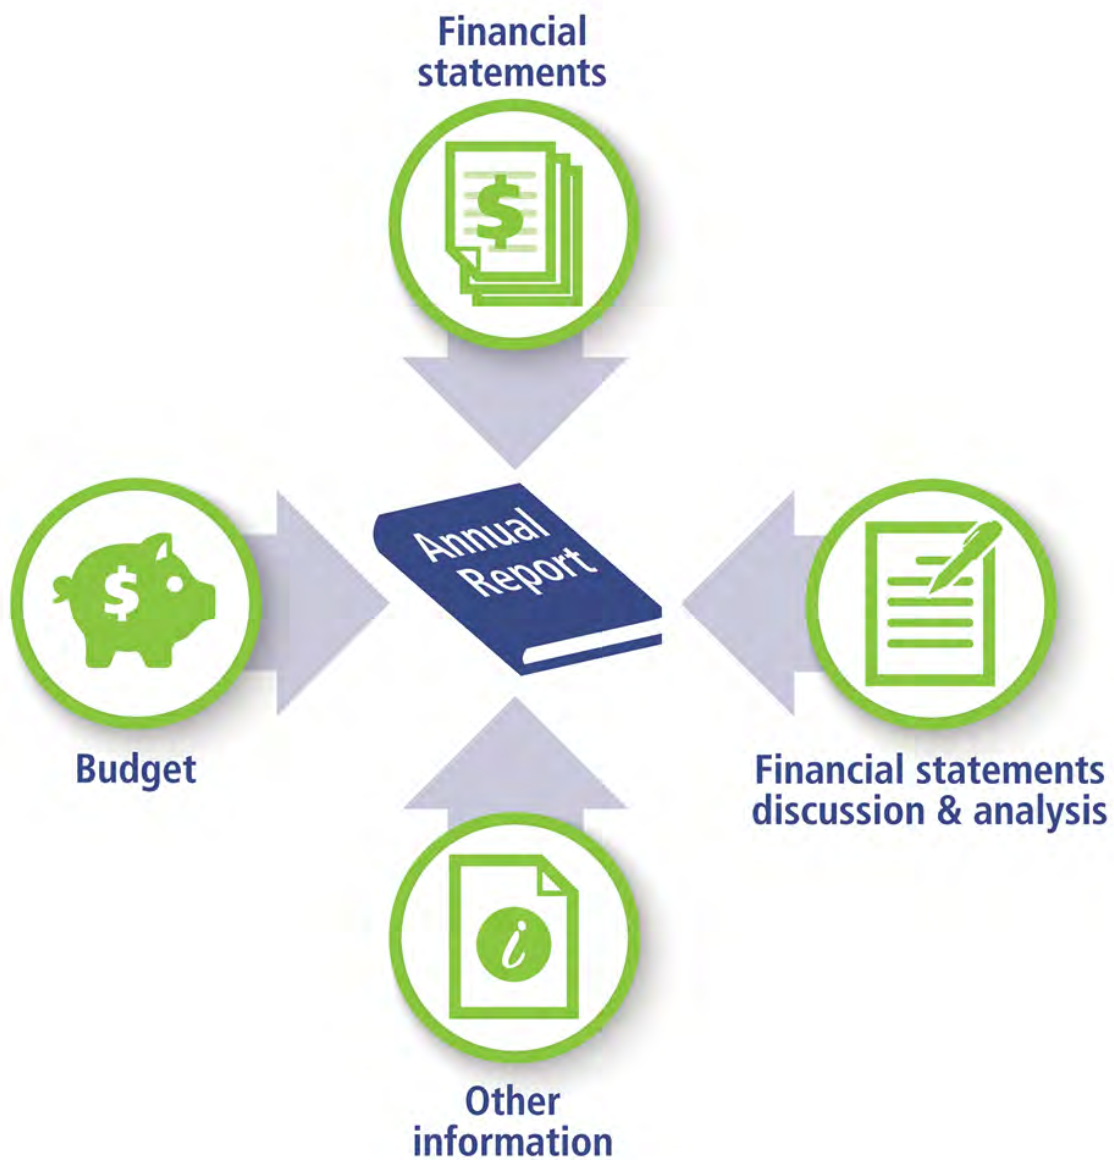 Financial
statements
$
Annual
Report
$
Budget
Financial statements
discussion & analysis
i
Other
information